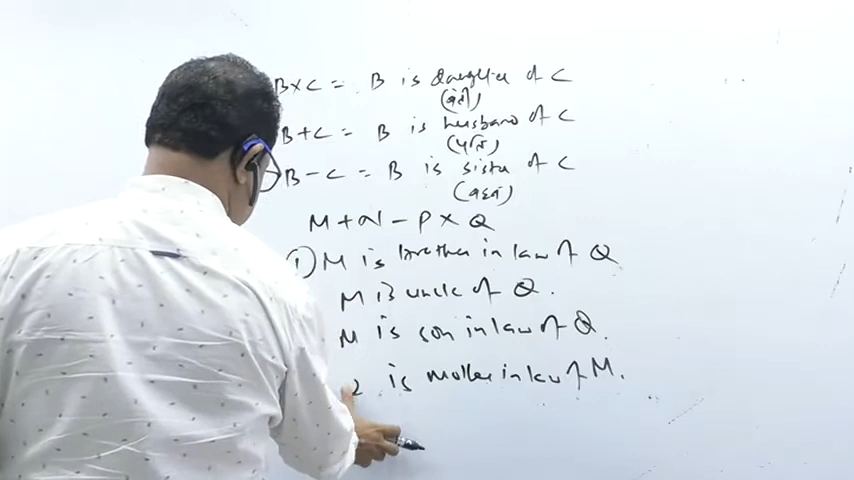 B×C = B is daughter of C
(बेटी)
B+C = B is husband of C
(पति)
B-C = B is sister of C
(बहन)
M+N-P×Q
① M is brother in law of Q
M is uncle of Q.
M is son in law of Q.
is mother in law of M.